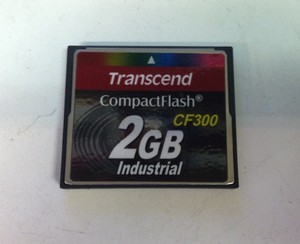 Transcend
CompactFlash®
CF300
2GB
Industrial